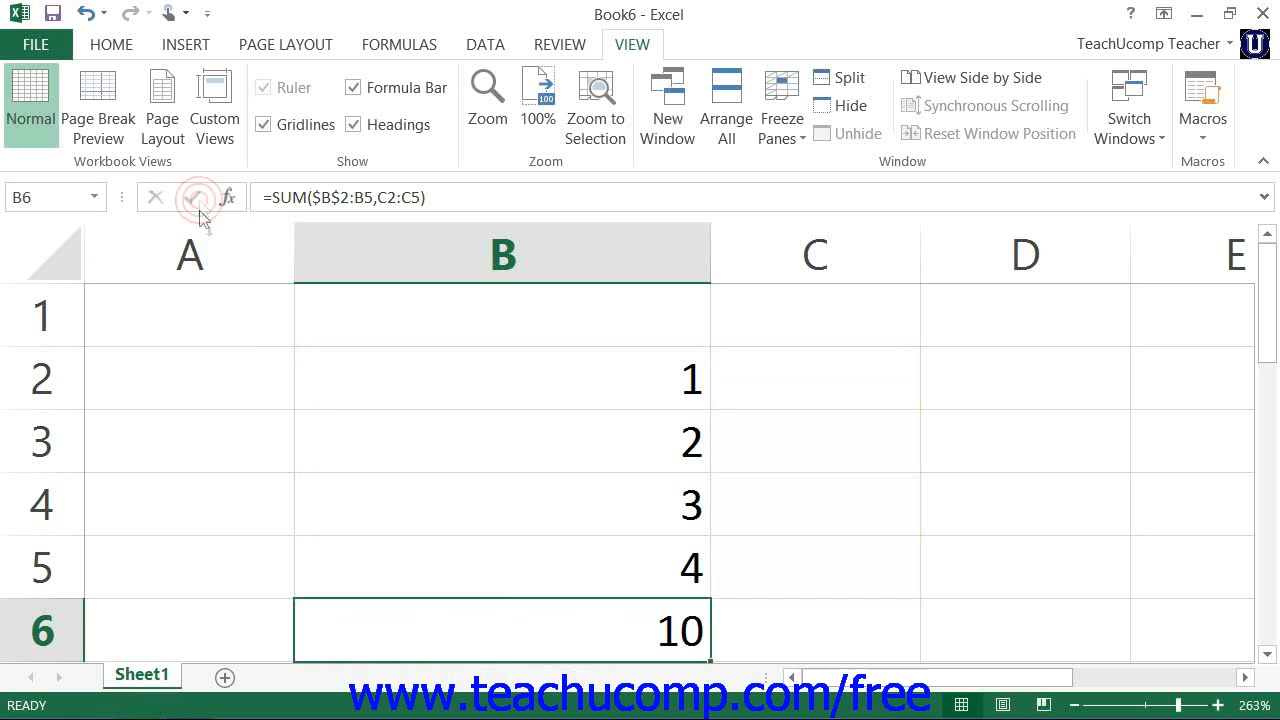 Book6 - Excel
?
FILE HOME INSERT PAGE LAYOUT FORMULAS DATA REVIEW VIEW TeachUcomp Teacher U
Normal
Page Break
Preview
Page
Layout
Custom
Views
Workbook Views
Ruler
Formula Bar
Gridlines
Headings
Show
Zoom
100
100%
Zoom to
Selection
Zoom
New
Window
Arrange
All
Freeze
Panes
Split
Hide
Unhide
View Side by Side
Synchronous Scrolling
Reset Window Position
Switch
Windows
Window
Macros
Macros
B6 fx =SUM($B$2:B5,C2:C5)
A B C D E
1
2 1
3 2
4 3
5 4
6 10
Sheet1
www.teachucomp.com/free
READY 263%